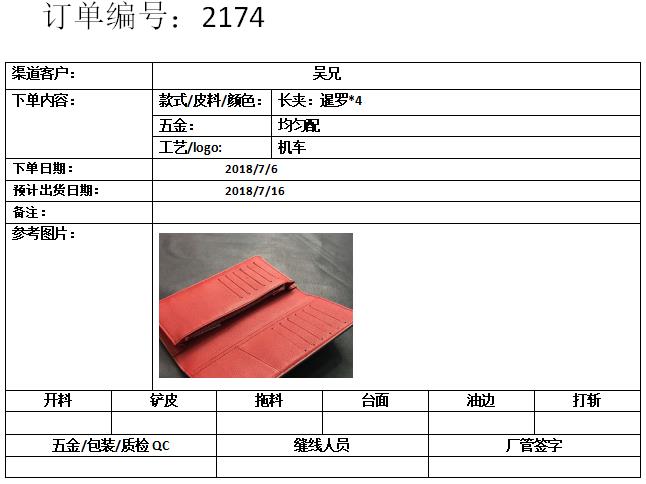 订单编号：2174
渠道客户： 吴兄
下单内容： 款式/皮料/颜色： 长夹：暹罗*4
五金： 均匀配
工艺/logo: 机车
下单日期： 2018/7/6
预计出货日期： 2018/7/16
备注：
参考图片：
开料 铲皮 拖料 台面 油边 打斩
五金/包装/质检 QC 缝线人员 厂管签字